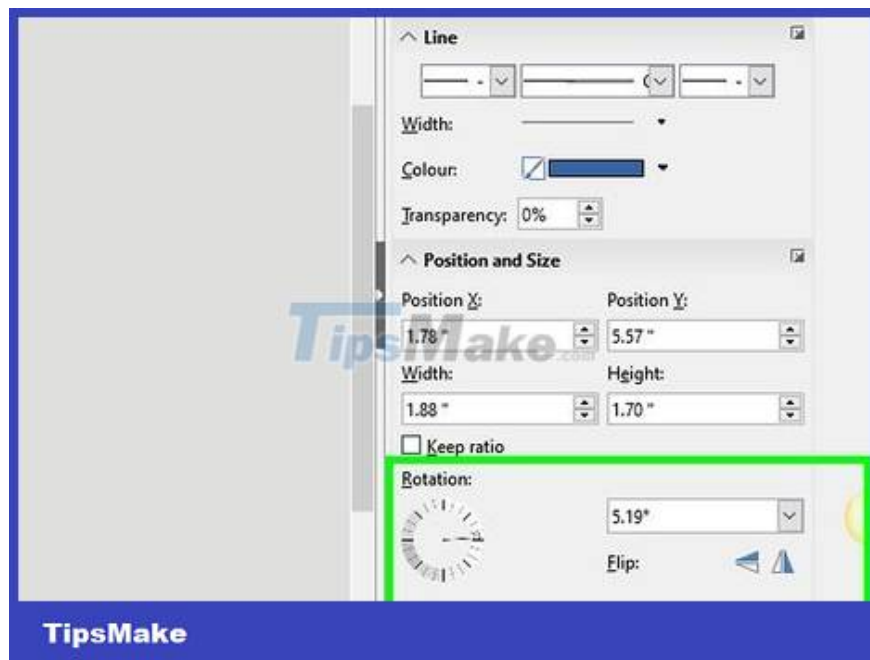 Line
Width:
Colour:
Transparency: 0%
Position and Size
Position X: Position Y:
1.78 " 5.57 "
TipsMake.com
Width: Height:
1.88 " 1.70 "
Keep ratio
Rotation:
5.19°
Flip:
TipsMake